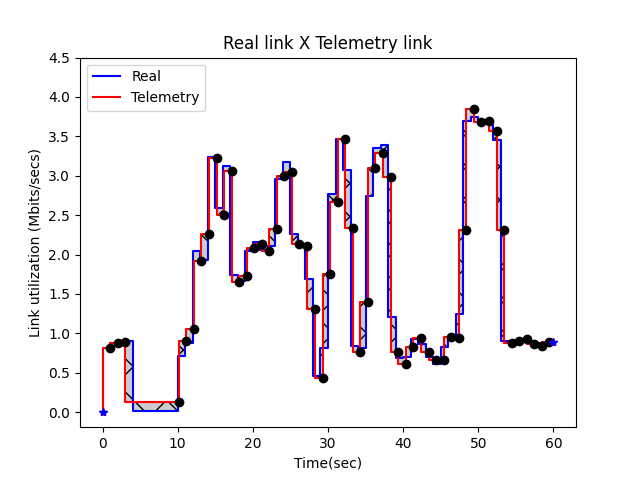 Real link X Telemetry link
Real
Telemetry
Link utilization (Mbits/secs)
4.5
4.0
3.5
3.0
2.5
2.0
1.5
1.0
0.5
0.0
0 10 20 30 40 50 60
Time(sec)